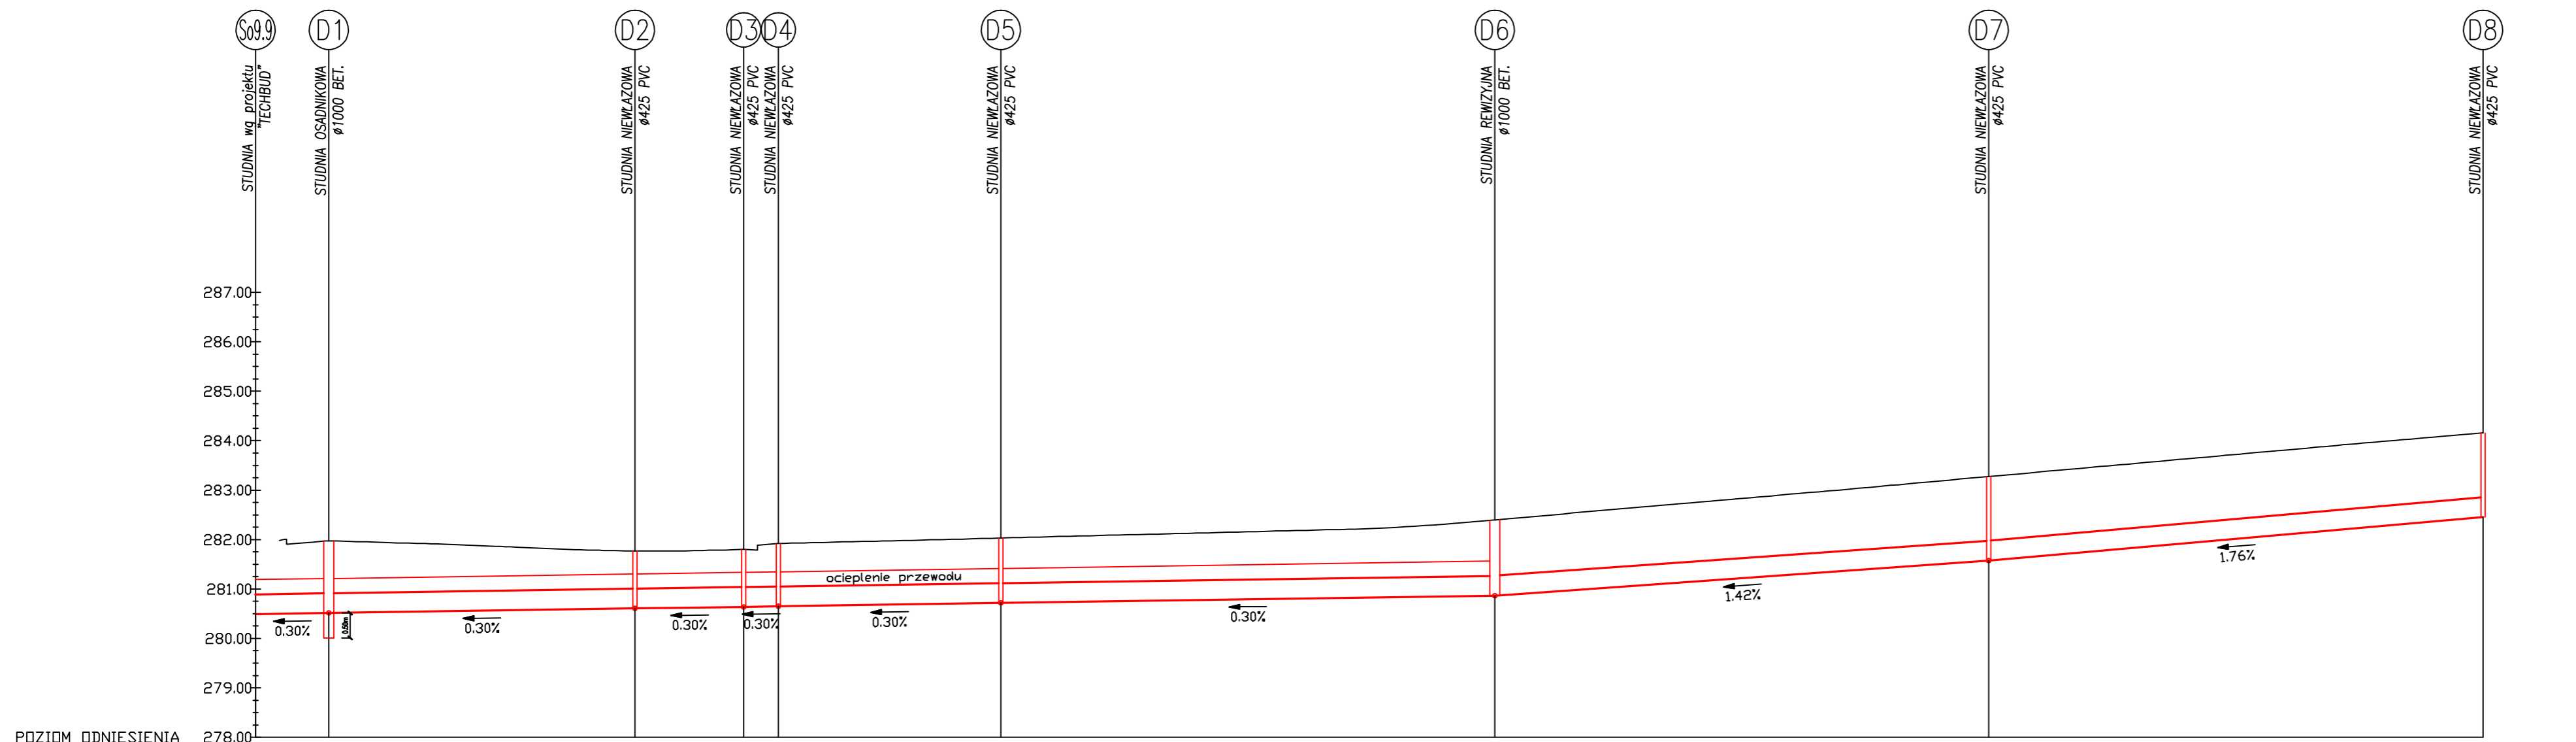 So9.9 D1 D2 D3 D4 D5 D6 D7 D8
STUDNIA wg projektu
"TECHBUD"
STUDNIA OSADNIKOWA
ø1000 BET.
STUDNIA NIEWŁAZOWA
ø425 PVC
STUDNIA NIEWŁAZOWA
ø425 PVC
STUDNIA NIEWŁAZOWA
ø425 PVC
STUDNIA NIEWŁAZOWA
ø425 PVC
STUDNIA REWIZYJNA
ø1000 BET.
STUDNIA NIEWŁAZOWA
ø425 PVC
STUDNIA NIEWŁAZOWA
ø425 PVC
287.00
286.00
285.00
284.00
283.00
282.00
281.00
280.00
279.00
POZIOM ODNIESIENIA 278.00
ocieplenie przewodu
0.30%
0.50m
0.30%
0.30%
0.30%
0.30%
0.30%
1.42%
1.76%